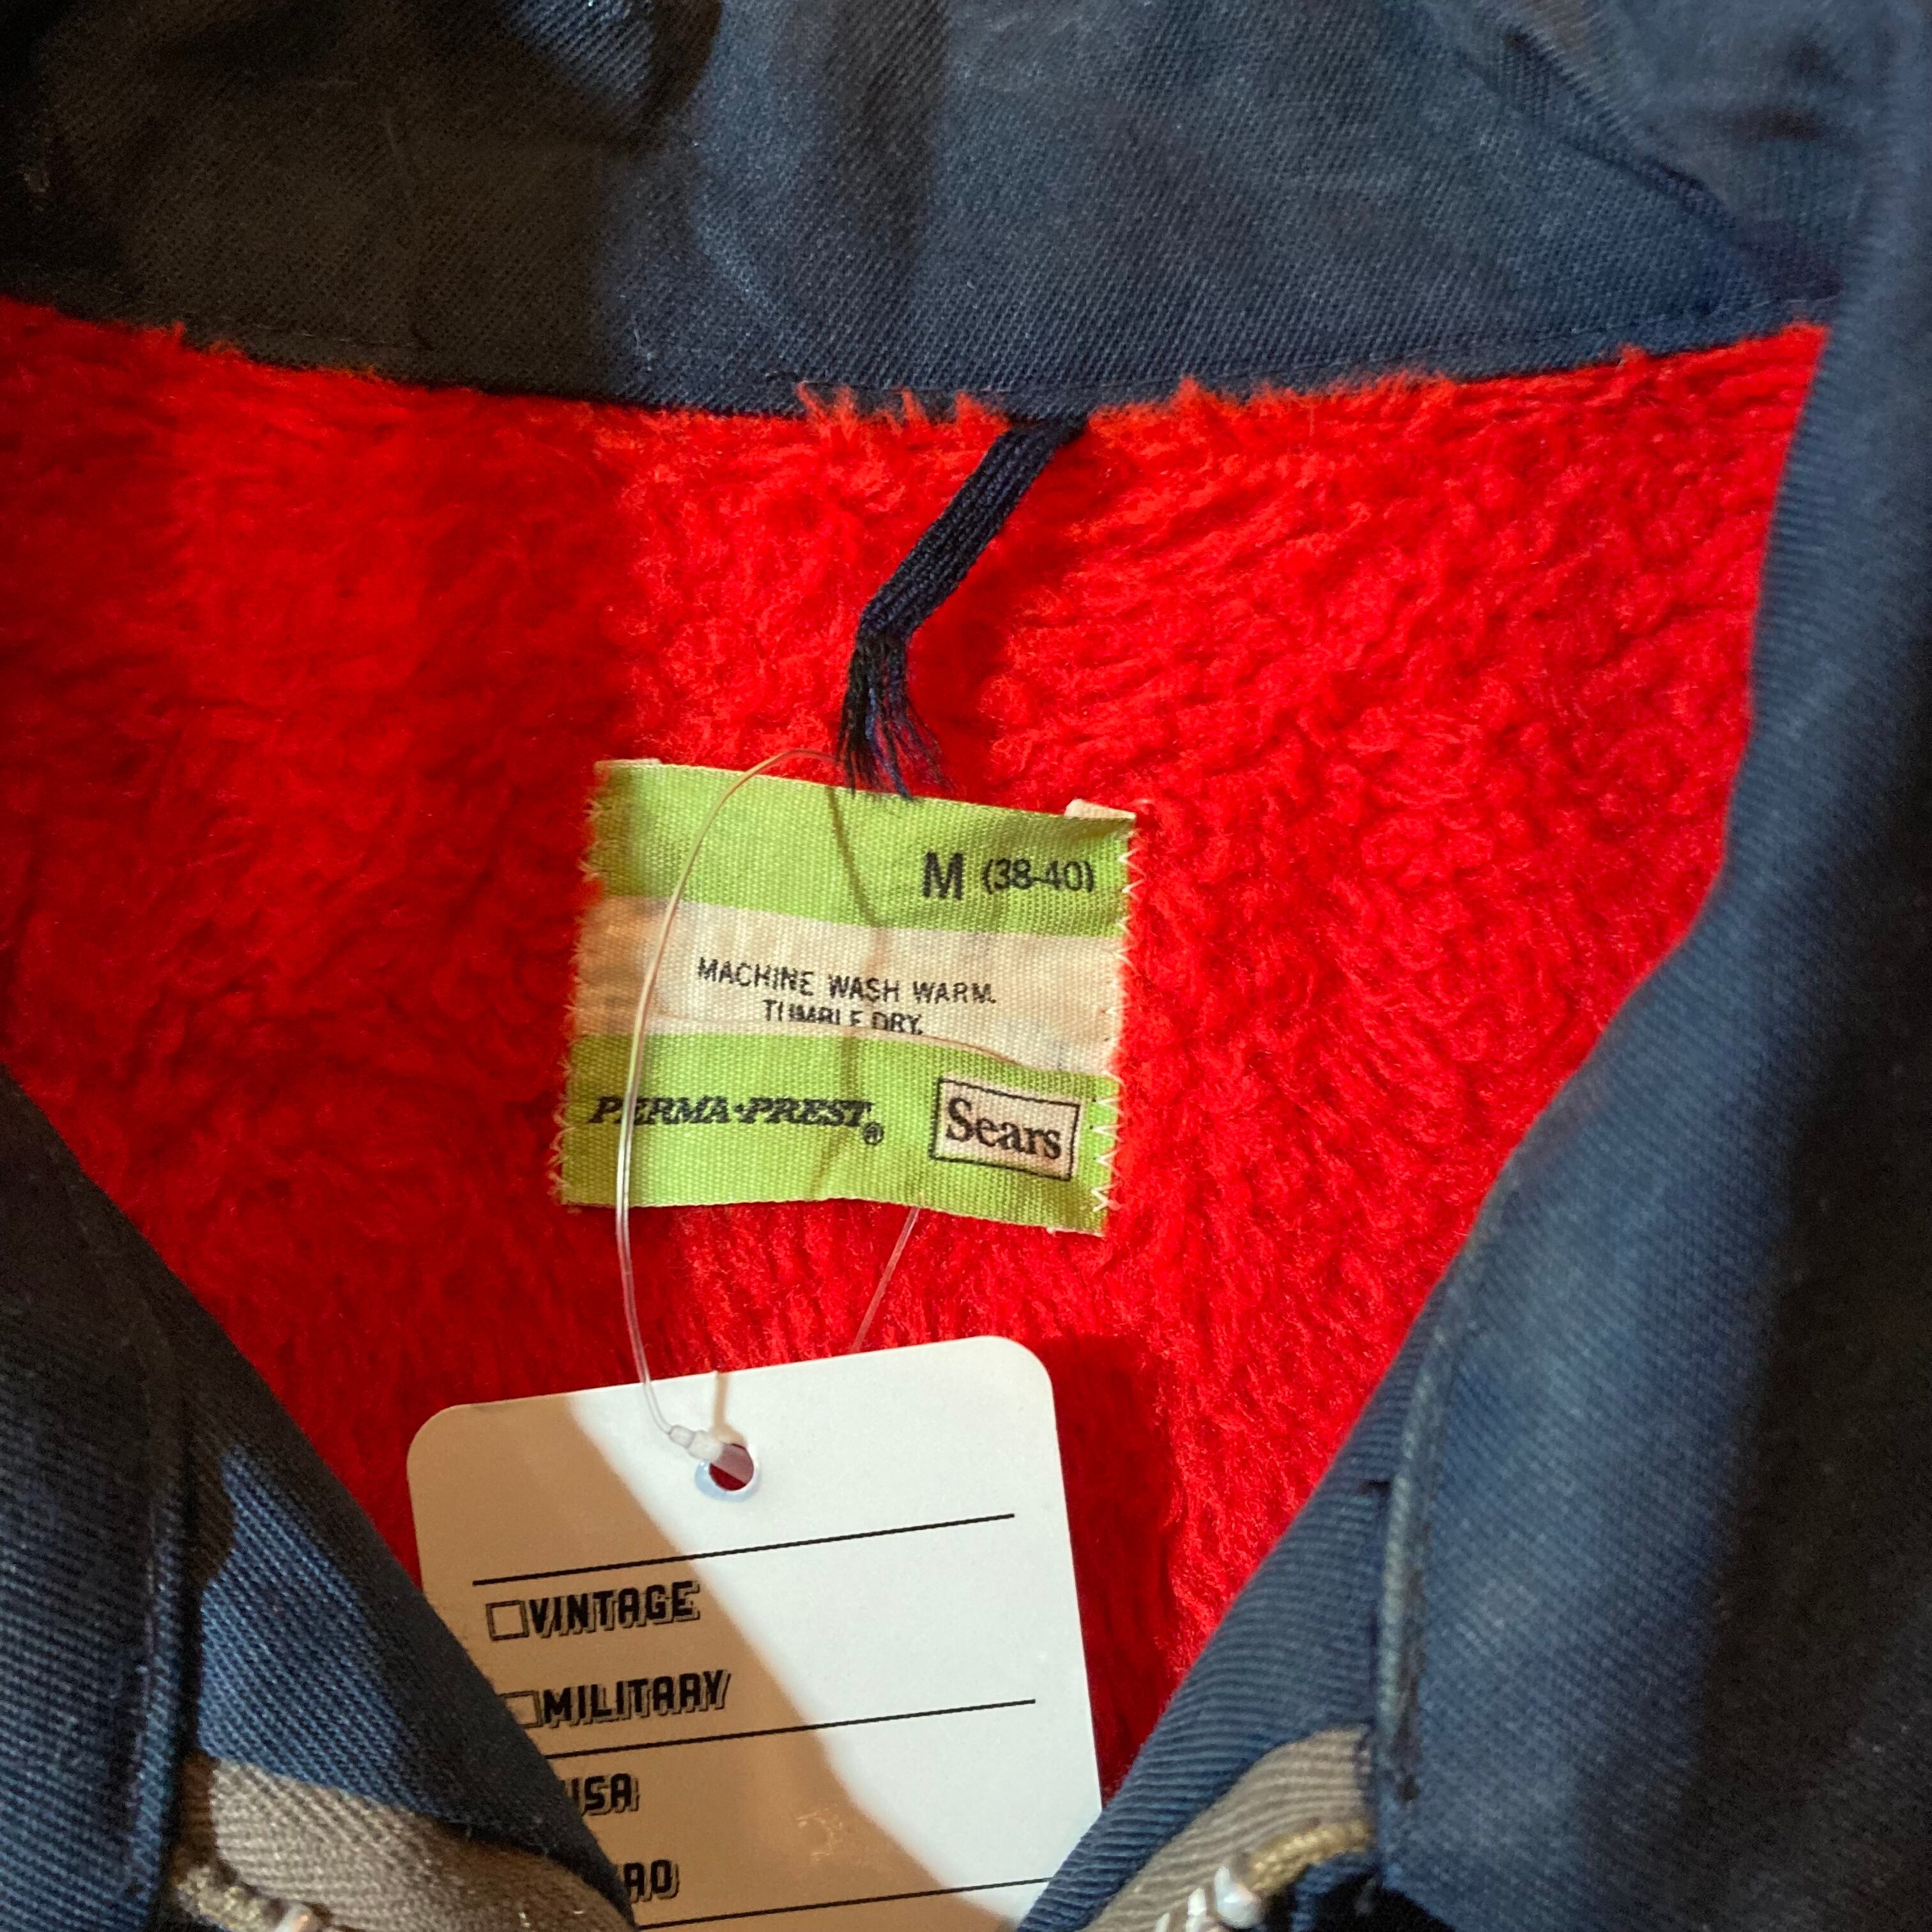 M (38-40)
MACHINE WASH WARM.
TUMBLE DRY.
PERMA-PREST® Sears
VINTAGE
MILITARY
USA